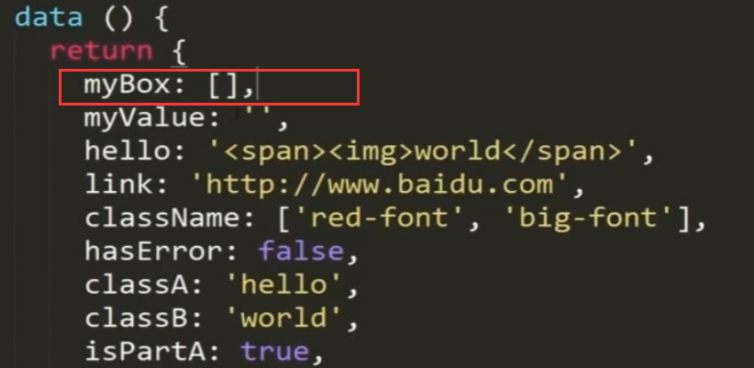 data () {
return {
myBox: [],
myValue: '',
hello: '<span><img>world</span>',
link: 'http://www.baidu.com',
className: ['red-font', 'big-font'],
hasError: false,
classA: 'hello',
classB: 'world',
isPartA: true,